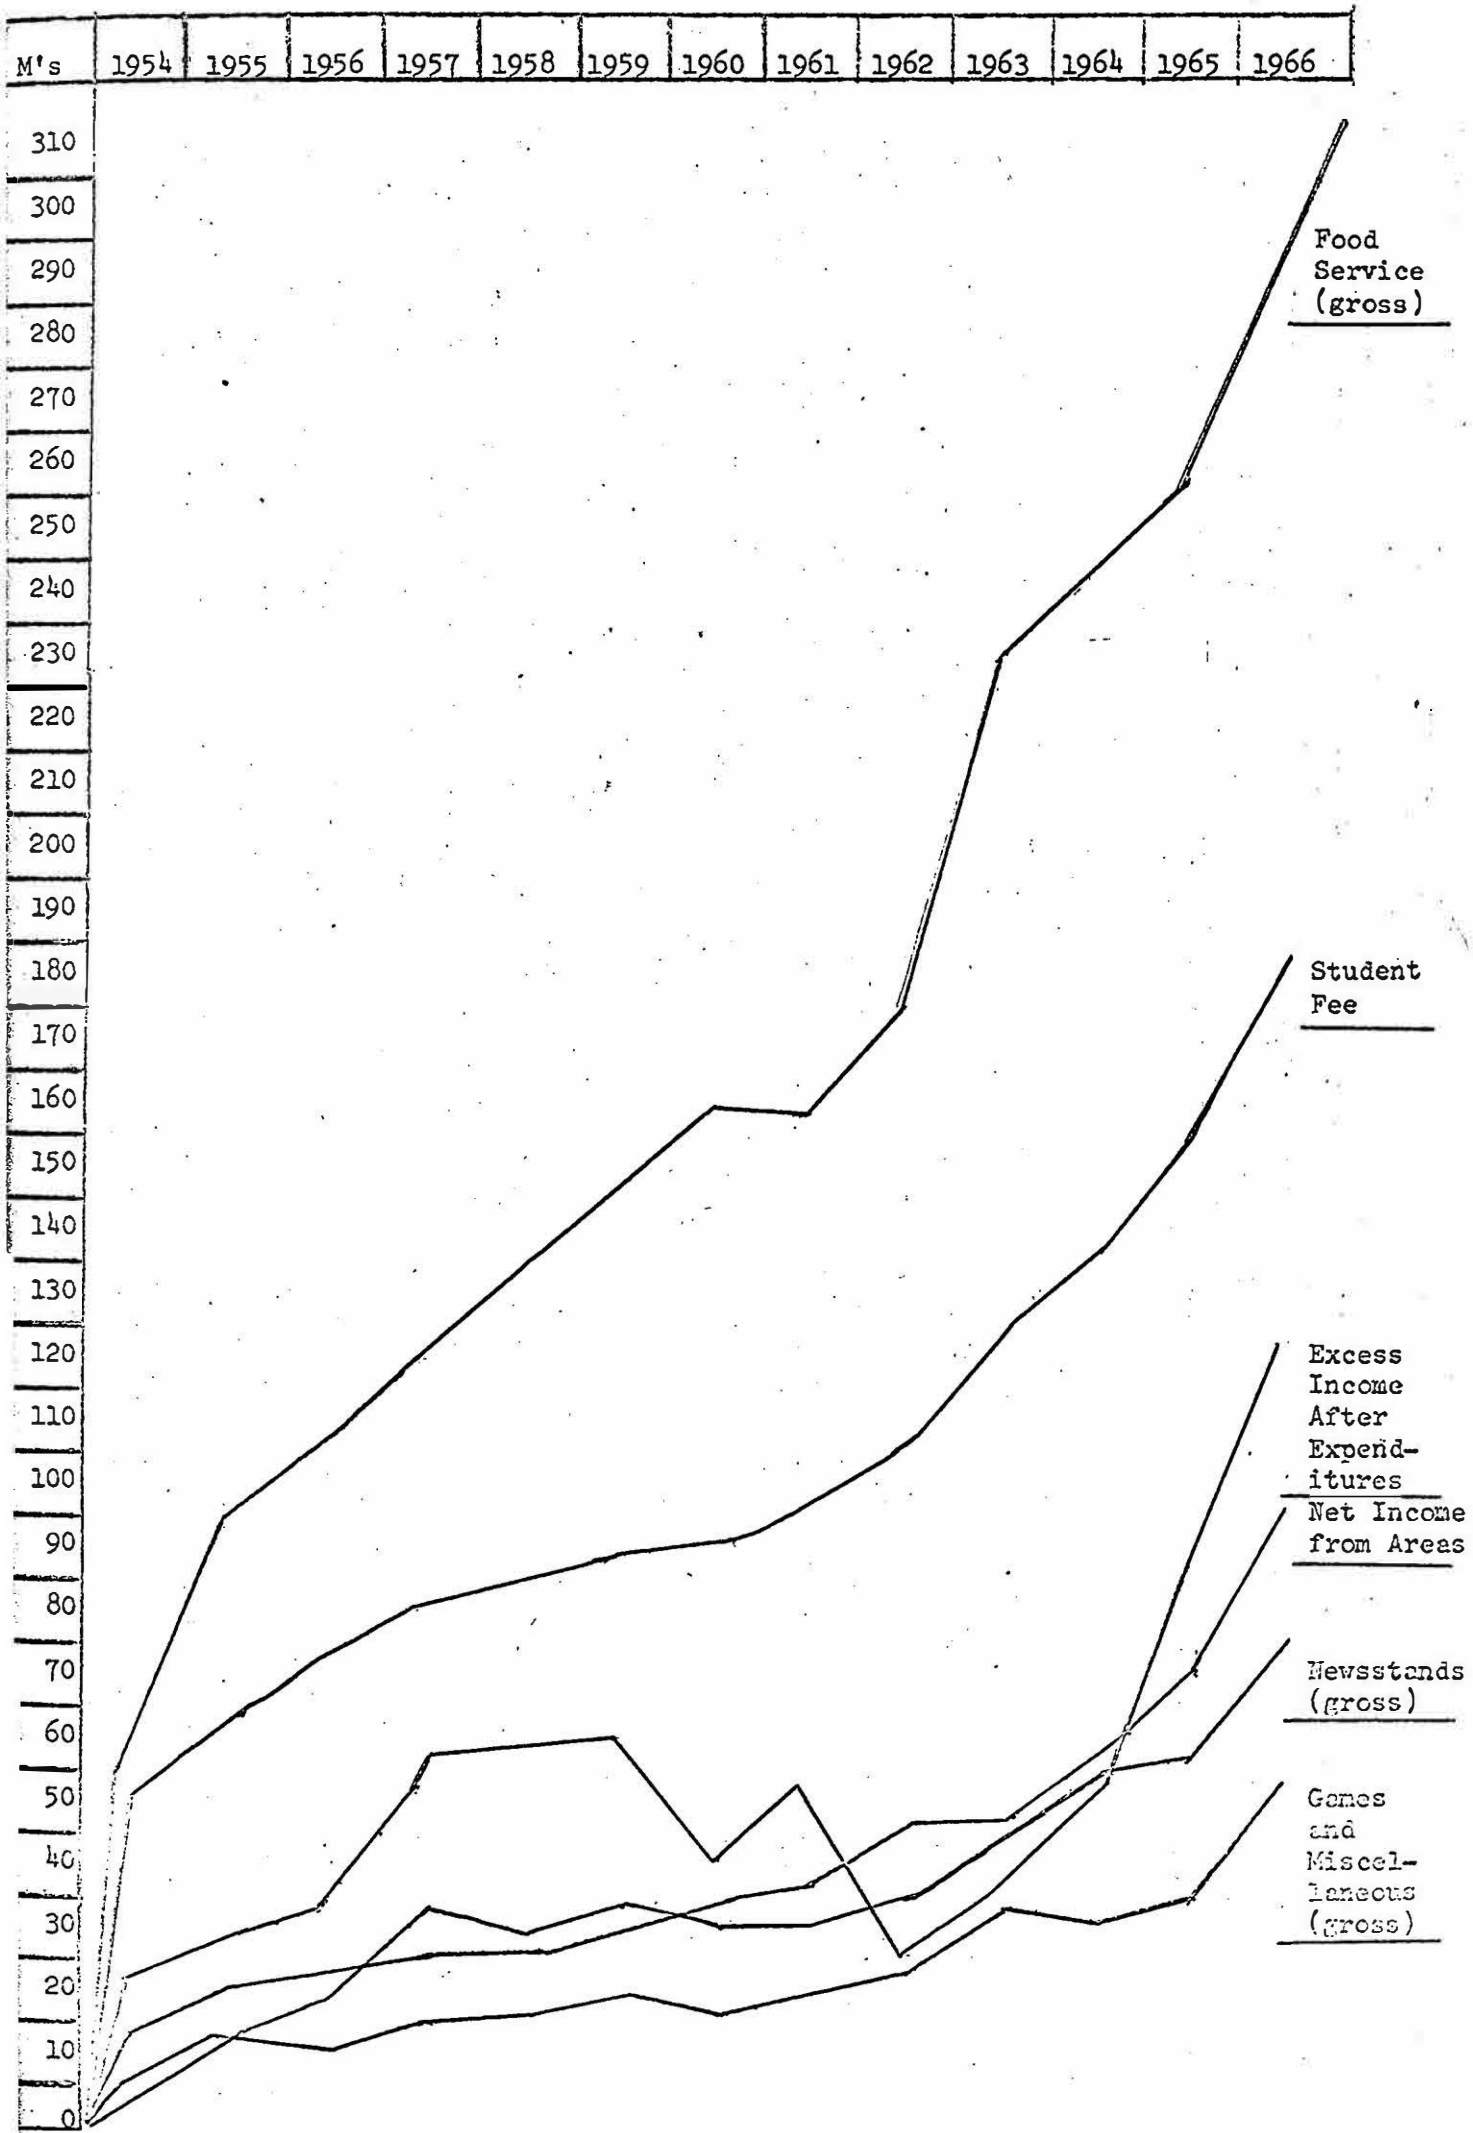 M's 1954 1955 1956 1957 1958 1959 1960 1961 1962 1963 1964 1965 1966
310
300
290
280
270
260
250
240
230
220
210
200
190
180
170
160
150
140
130
120
110
100
90
80
70
60
50
40
30
20
10
0
Food
Service
(gross)
Student
Fee
Excess
Income
After
Expend-
itures
Net Income
from Areas
Newsstands
(gross)
Games
and
Miscel-
laneous
(gross)